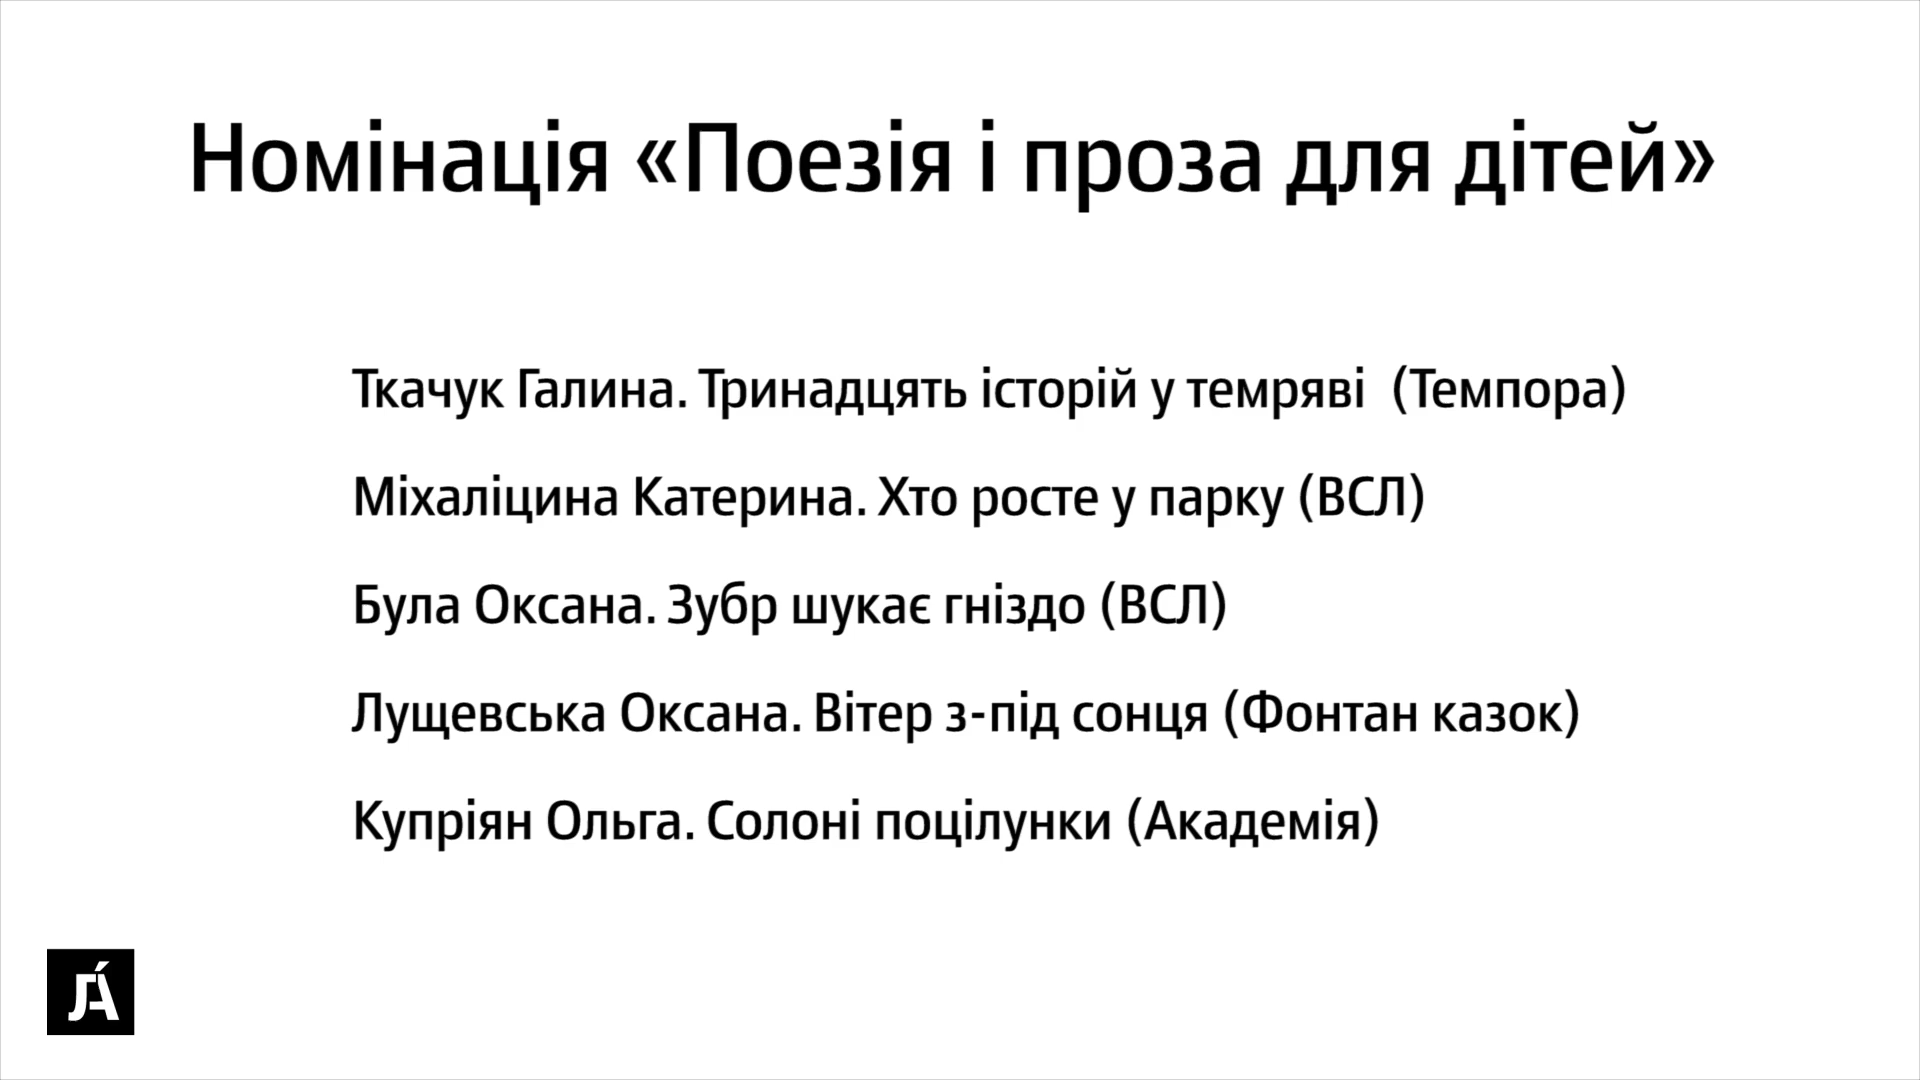 Номінація «Поезія і проза для дітей»
Ткачук Галина. Тринадцять історій у темряві (Темпора)
Міхаліцина Катерина. Хто росте у парку (ВСЛ)
Була Оксана. Зубр шукає гніздо (ВСЛ)
Лущевська Оксана. Вітер з-під сонця (Фонтан казок)
Купріян Ольга. Солоні поцілунки (Академія)
ЛÁ